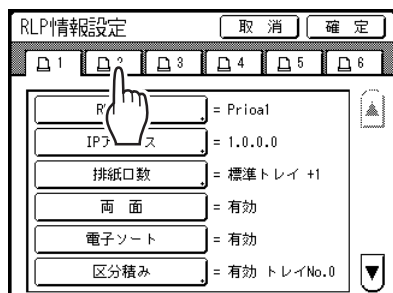 RLP情報設定 取 消 確 定
1 2 3 4 5 6
= Prioa1
IP = 1.0.0.0
排紙口数 = 標準トレイ +1
両 面 = 有効
電子ソート = 有効
区分積み = 有効 トレイNo.0